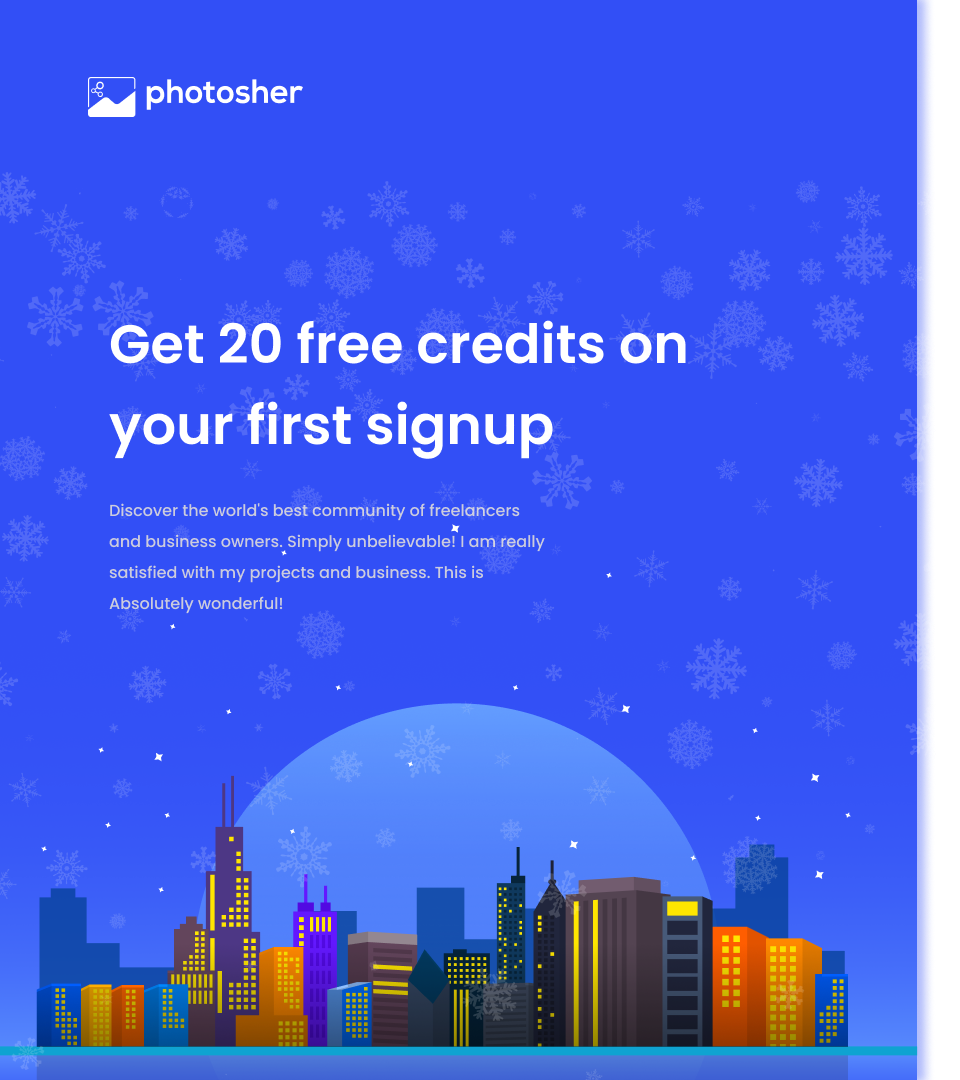 photosher
Get 20 free credits on
your first signup
Discover the world's best community of freelancers
and business owners. Simply unbelievable! I am really
satisfied with my projects and business. This is
Absolutely wonderful!